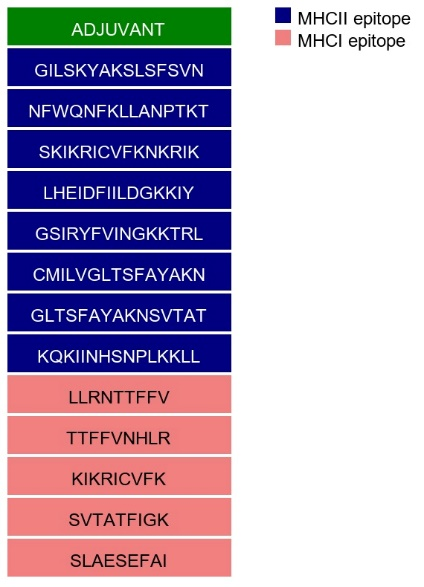 ADJUVANT
GILSKYAKSLSFSVN
NFWQNFKLLANPTKT
SKIKRICVFKNKRIK
LHEIDFIILDGKKIY
GSIRYFVINGKKTRL
CMILVGLTSFAYAKN
GLTSFAYAKNSVTAT
KQKIINHSNPLKKLL
LLRNTTFFV
TTFFVNHLR
KIKRICVFK
SVTATFIGK
SLAESEFAI
MHCII epitope
MHCI epitope